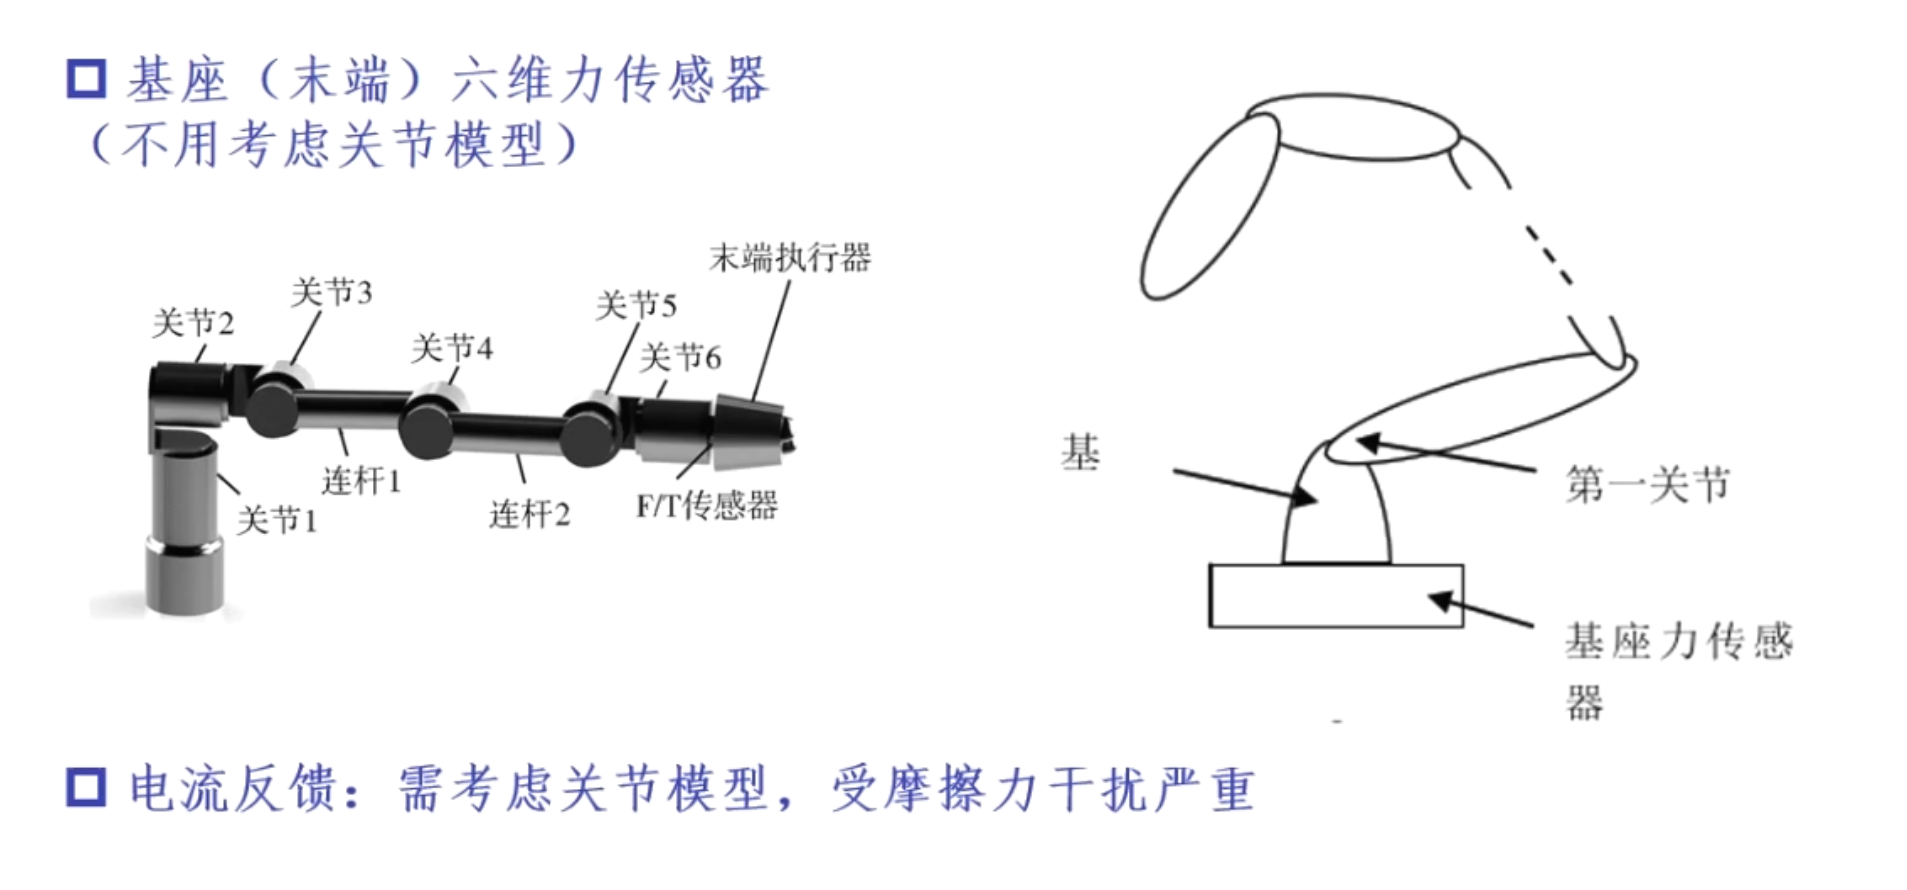 基座（末端）六维力传感器
（不用考虑关节模型）
末端执行器
关节3
关节5
关节2
关节4
关节6
连杆1
连杆2
F/T传感器
关节1
基
第一关节
基座力传感
器
电流反馈：需考虑关节模型，受摩擦力干扰严重